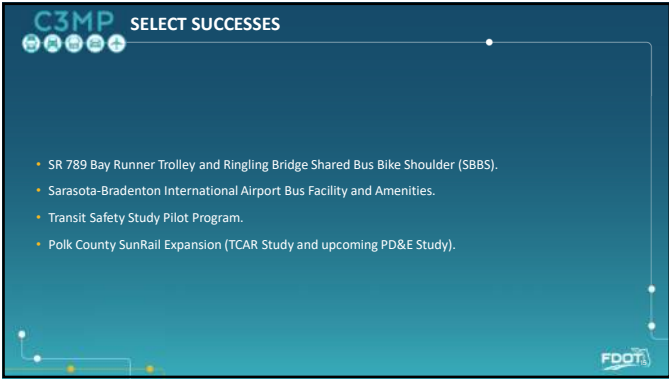 C3MP SELECT SUCCESSES
• SR 789 Bay Runner Trolley and Ringling Bridge Shared Bus Bike Shoulder (SBBS).
• Sarasota-Bradenton International Airport Bus Facility and Amenities.
• Transit Safety Study Pilot Program.
• Polk County SunRail Expansion (TCAR Study and upcoming PD&E Study).
FDOT